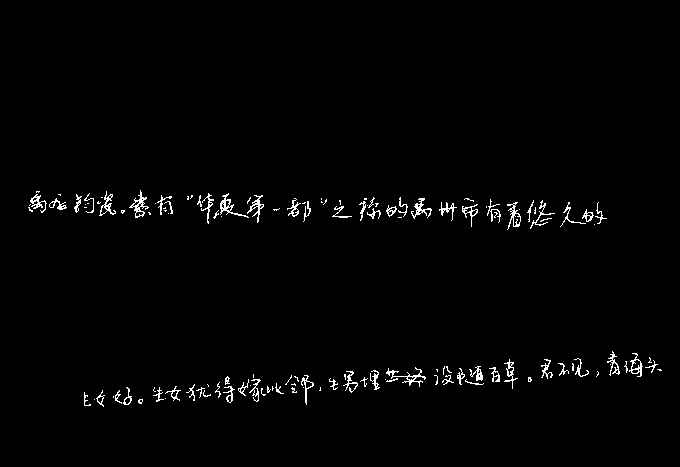 禹州钧瓷。素有“华夏第一都”之称的禹州市有着悠久的
生女好。生女犹得嫁比邻,生男埋没随百草。君不见,青海头